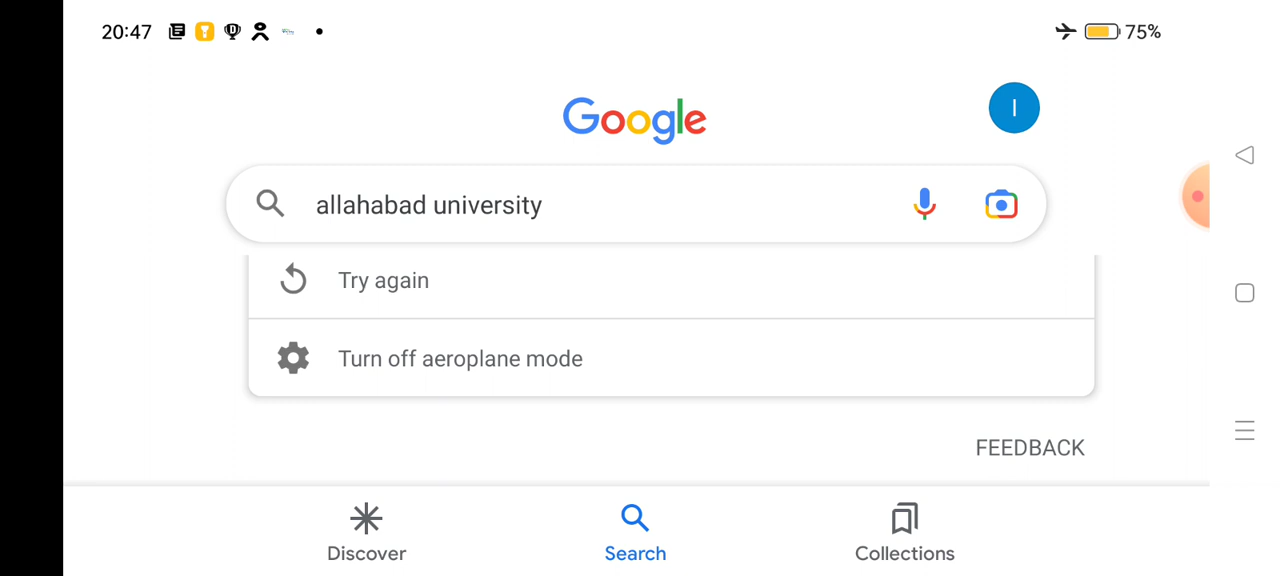 20:47
75%
Google
I
allahabad university
Try again
Turn off aeroplane mode
FEEDBACK
Discover
Search
Collections